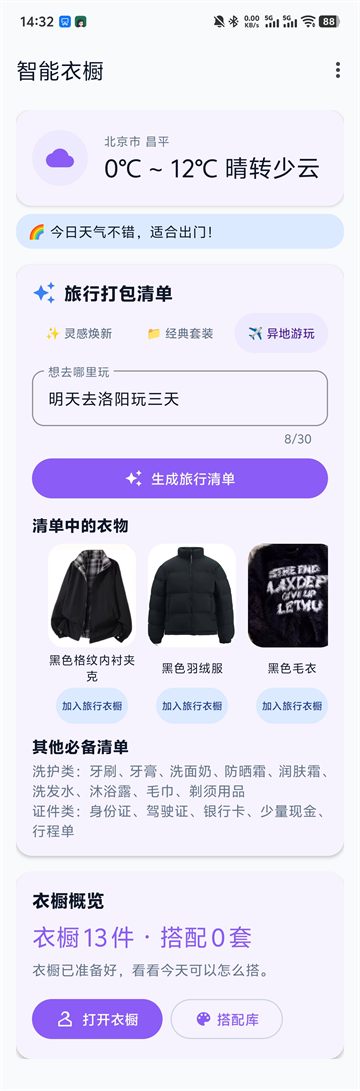 14:32
0.00 KB/s 5G 5G 88
智能衣橱
北京市 昌平
0℃ ~ 12℃ 晴转少云
🌈 今日天气不错，适合出门！
旅行打包清单
✨ 灵感焕新 📁 经典套装 ✈️ 异地游玩
想去哪里玩
明天去洛阳玩三天
8/30
生成旅行清单
清单中的衣物
THE END
LAXDEP
GIVE UP
LETWU
黑色格纹内衬夹
克
黑色羽绒服
黑色毛衣
加入旅行衣橱 加入旅行衣橱 加入旅行衣橱
其他必备清单
洗护类：牙刷、牙膏、洗面奶、防晒霜、润肤霜、
洗发水、沐浴露、毛巾、剃须用品
证件类：身份证、驾驶证、银行卡、少量现金、
行程单
衣橱概览
衣橱13件 · 搭配0套
衣橱已准备好，看看今天可以怎么搭。
打开衣橱 搭配库